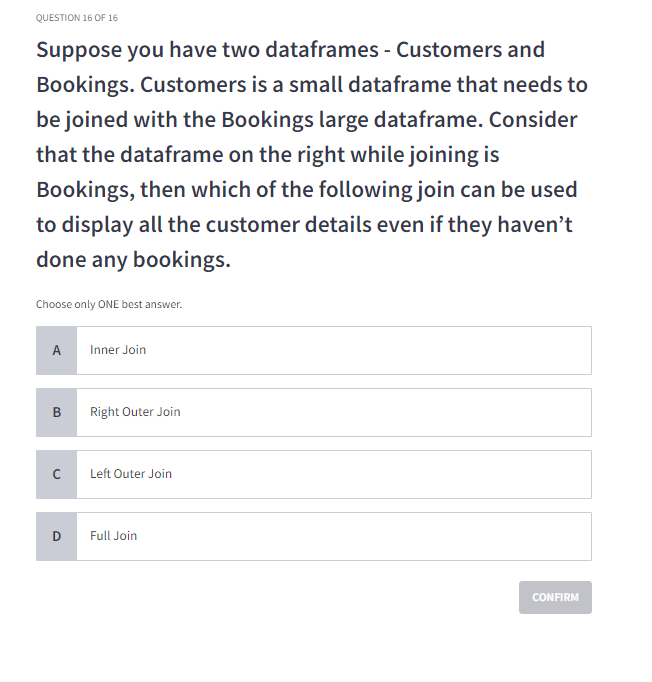 QUESTION 16 OF 16
Suppose you have two dataframes - Customers and
Bookings. Customers is a small dataframe that needs to
be joined with the Bookings large dataframe. Consider
that the dataframe on the right while joining is
Bookings, then which of the following join can be used
to display all the customer details even if they haven’t
done any bookings.
Choose only ONE best answer.
A Inner Join
B Right Outer Join
C Left Outer Join
D Full Join
CONFIRM